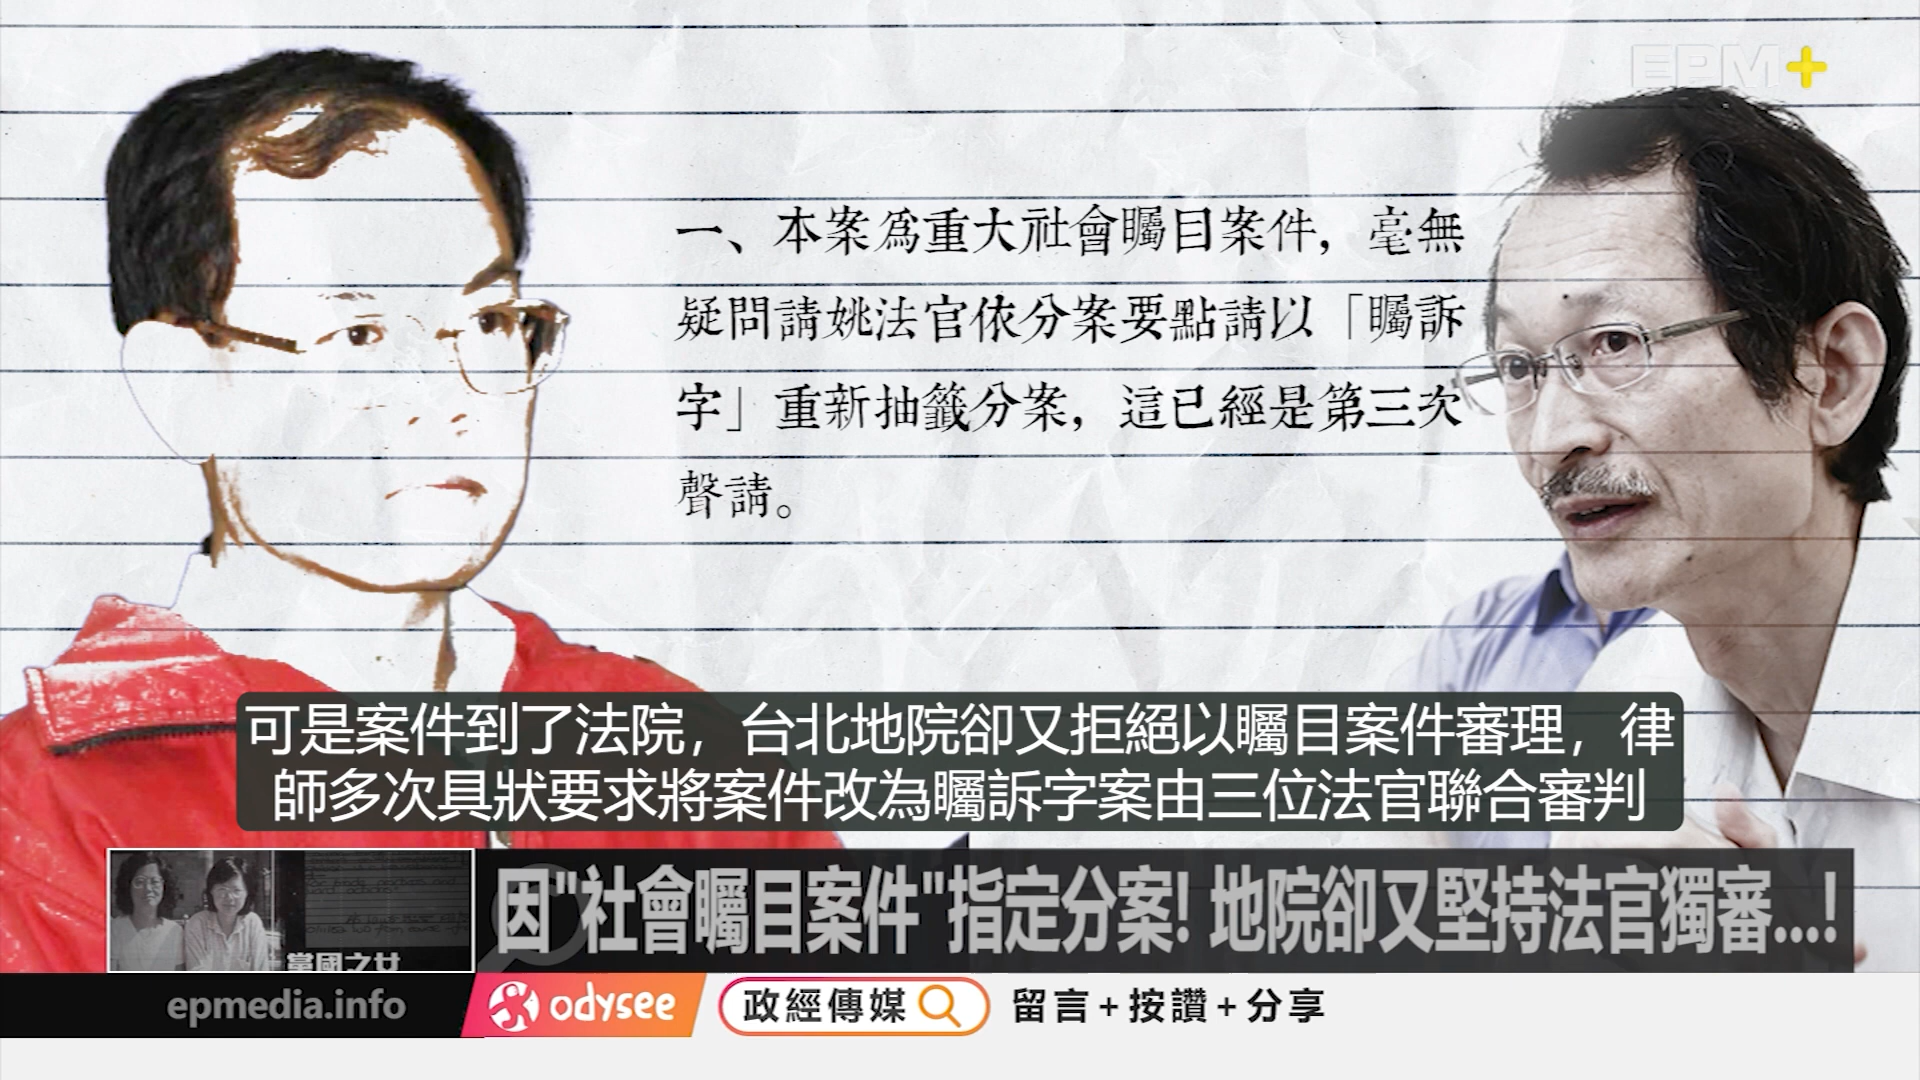 EPM+
一、本案為重大社會矚目案件，毫無
疑問請姚法官依分案要點請以「矚訴
字」重新抽籤分案，這已經是第三次
聲請。
可是案件到了法院，台北地院卻又拒絕以矚目案件審理，律
師多次具狀要求將案件改為矚訴字案由三位法官聯合審判
因"社會矚目案件"指定分案! 地院卻又堅持法官獨審...!
epmedia.info
odysee
政經傳媒
留言+按讚+分享